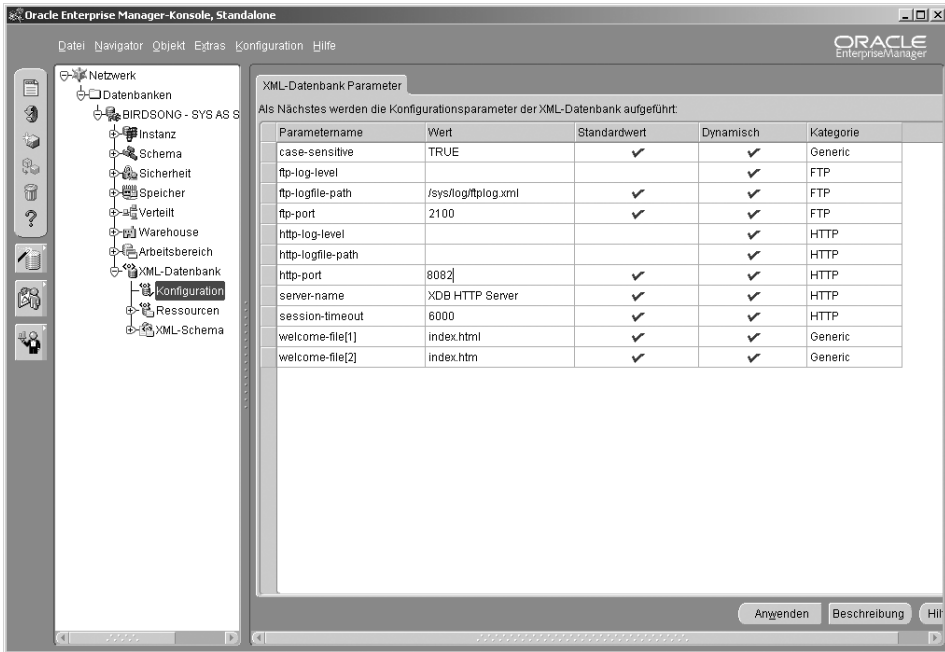 Oracle Enterprise Manager-Konsole, Standalone
Datei Navigator Objekt Extras Konfiguration Hilfe
ORACLE
EnterpriseManager
Netzwerk
Datenbanken
BIRDSONG - SYS AS S
Instanz
Schema
Sicherheit
Speicher
Verteilt
Warehouse
Arbeitsbereich
XML-Datenbank
Konfiguration
Ressourcen
XML-Schema
XML-Datenbank Parameter
Als Nächstes werden die Konfigurationsparameter der XML-Datenbank aufgeführt:
Parametername Wert Standardwert Dynamisch Kategorie
case-sensitive TRUE ✓ ✓ Generic
ftp-log-level ✓ FTP
ftp-logfile-path /sys/log/ftplog.xml ✓ ✓ FTP
ftp-port 2100 ✓ ✓ FTP
http-log-level ✓ HTTP
http-logfile-path ✓ HTTP
http-port 8082 ✓ ✓ HTTP
server-name XDB HTTP Server ✓ ✓ HTTP
session-timeout 6000 ✓ ✓ HTTP
welcome-file[1] index.html ✓ ✓ Generic
welcome-file[2] index.htm ✓ ✓ Generic
Anwenden Beschreibung Hil